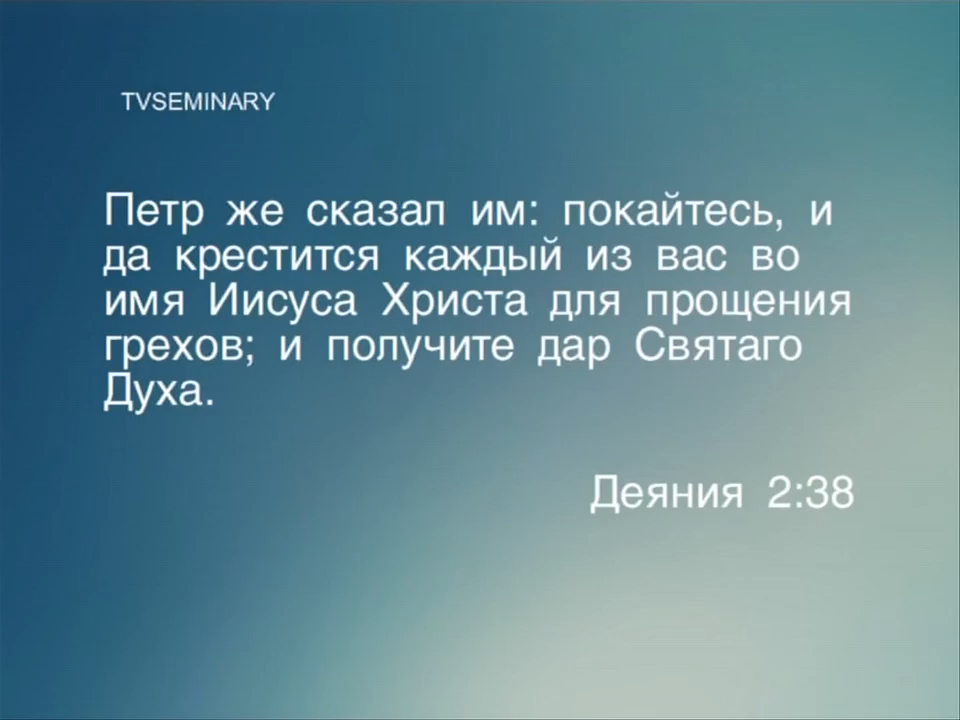 TVSEMINARY
Петр же сказал им: покайтесь, и
да крестится каждый из вас во
имя Иисуса Христа для прощения
грехов; и получите дар Святаго
Духа.
Деяния 2:38